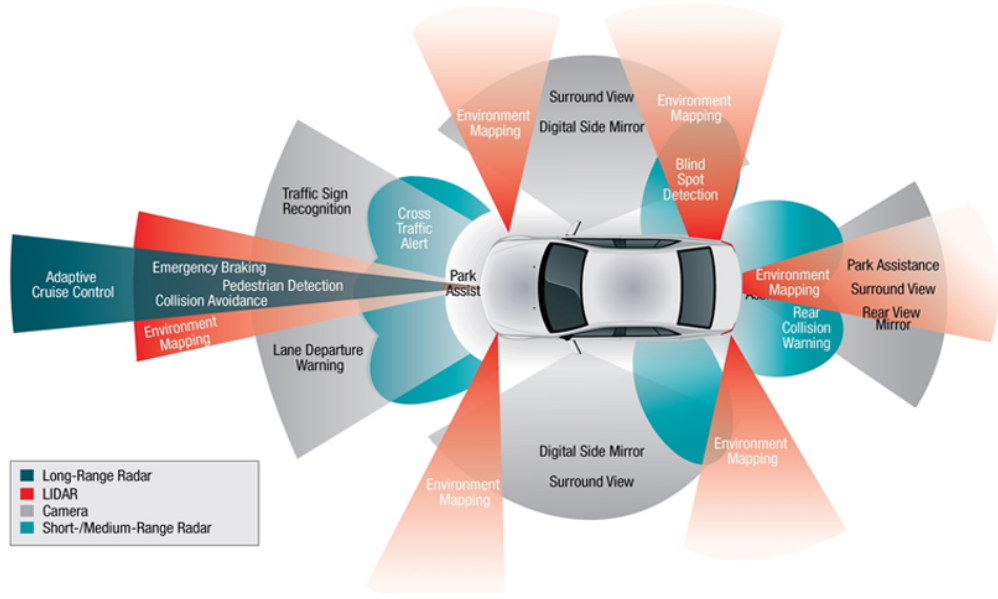 Surround View
Digital Side Mirror
Environment
Mapping
Environment
Mapping
Blind
Spot
Detection
Traffic Sign
Recognition
Cross
Traffic
Alert
Adaptive
Cruise Control
Emergency Braking
Pedestrian Detection
Collision Avoidance
Environment
Mapping
Lane Departure
Warning
Park
Assist
Environment
Mapping
Rear
Collision
Warning
Park Assistance
Surround View
Rear View
Mirror
Digital Side Mirror
Surround View
Environment
Mapping
Environment
Mapping
Long-Range Radar
LIDAR
Camera
Short-/Medium-Range Radar